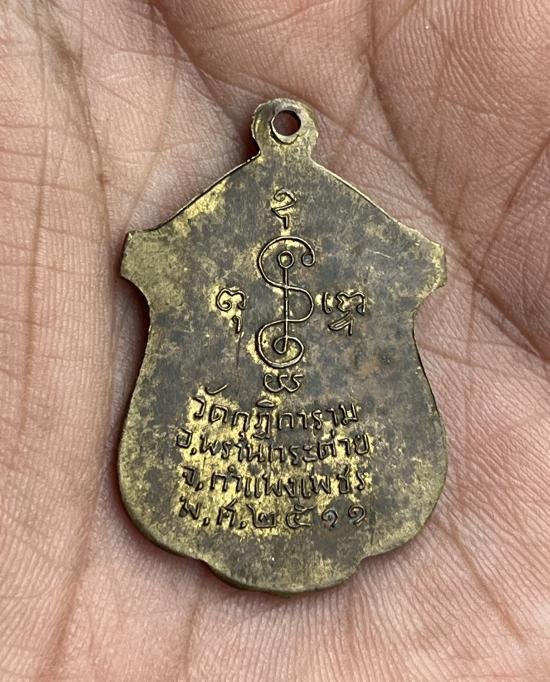 วัดกุฎีการาม
อ.พรานกระต่าย
จ.กำแพงเพชร
พ.ศ.๒๕๑๑